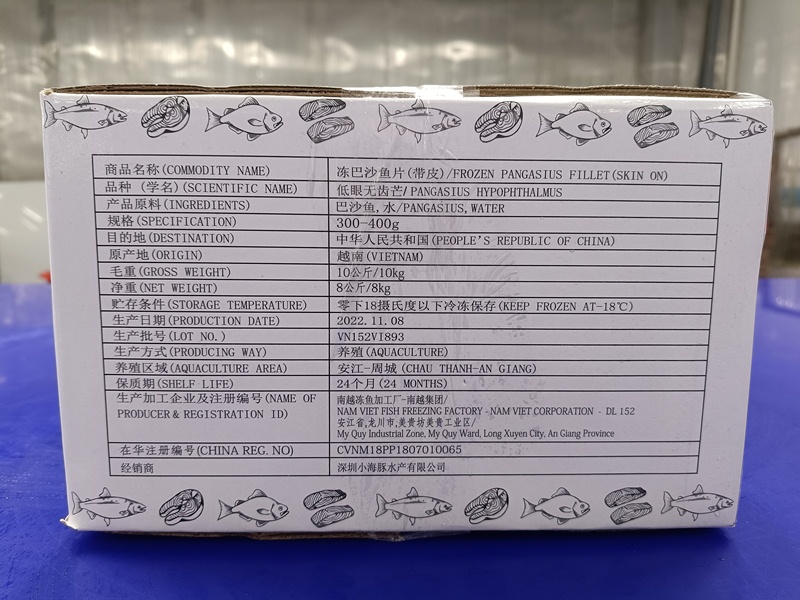 商品名称(COMMODITY NAME) 冻巴沙鱼片(带皮)/FROZEN PANGASIUS FILLET(SKIN ON)
品种 (学名)(SCIENTIFIC NAME) 低眼无齿芒/PANGASIUS HYPOPHTHALMUS
产品原料(INGREDIENTS) 巴沙鱼,水/PANGASIUS,WATER
规格(SPECIFICATION) 300-400g
目的地(DESTINATION) 中华人民共和国(PEOPLE'S REPUBLIC OF CHINA)
原产地(ORIGIN) 越南(VIETNAM)
毛重(GROSS WEIGHT) 10公斤/10kg
净重(NET WEIGHT) 8公斤/8kg
贮存条件(STORAGE TEMPERATURE) 零下18摄氏度以下冷冻保存(KEEP FROZEN AT-18℃)
生产日期(PRODUCTION DATE) 2022.11.08
生产批号(LOT NO.) VN152VI893
生产方式(PRODUCING WAY) 养殖(AQUACULTURE)
养殖区域(AQUACULTURE AREA) 安江-周城 (CHAU THANH-AN GIANG)
保质期(SHELF LIFE) 24个月(24 MONTHS)
生产加工企业及注册编号(NAME OF
PRODUCER & REGISTRATION ID)
南越冻鱼加工厂-南越集团/
NAM VIET FISH FREEZING FACTORY - NAM VIET CORPORATION - DL 152
安江省,龙川市,美贵坊美贵工业区/
My Quy Industrial Zone, My Quy Ward, Long Xuyen City, An Giang Province
在华注册编号(CHINA REG. NO) CVNM18PP1807010065
经销商 深圳小海豚水产有限公司